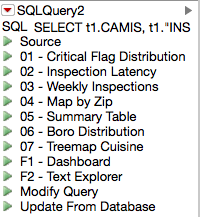 SQLQuery2
SQL SELECT t1.CAMIS, t1."INS
Source
01 - Critical Flag Distribution
02 - Inspection Latency
03 - Weekly Inspections
04 - Map by Zip
05 - Summary Table
06 - Boro Distribution
07 - Treemap Cuisine
F1 - Dashboard
F2 - Text Explorer
Modify Query
Update From Database